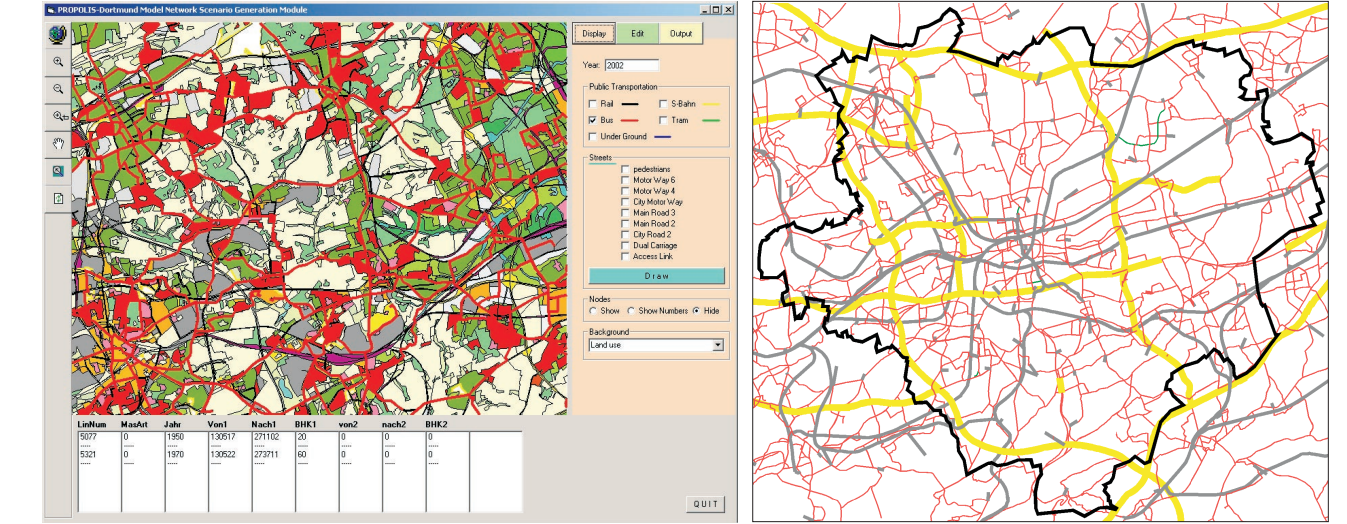 PROPOLIS-Dortmund Model Network Scenario Generation Module
Display Edit Output
Year: 2002
Public Transportation
Rail S-Bahn
Bus Tram
Under Ground
Streets
pedestrians
Motor Way 6
Motor Way 4
City Motor Way
Main Road 3
Main Road 2
City Road 2
Dual Carriage
Access Link
Draw
Nodes
Show Show Numbers Hide
Background
Land use
LinNum MasArt Jahr Von1 Nach1 BHK1 von2 nach2 BHK2
5077 0 1950 130517 271102 20 0 0 0
----- ----- ----- ----- ----- ----- ----- ----- -----
5321 0 1970 130522 273711 60 0 0 0
----- ----- ----- ----- ----- ----- ----- ----- -----
QUIT